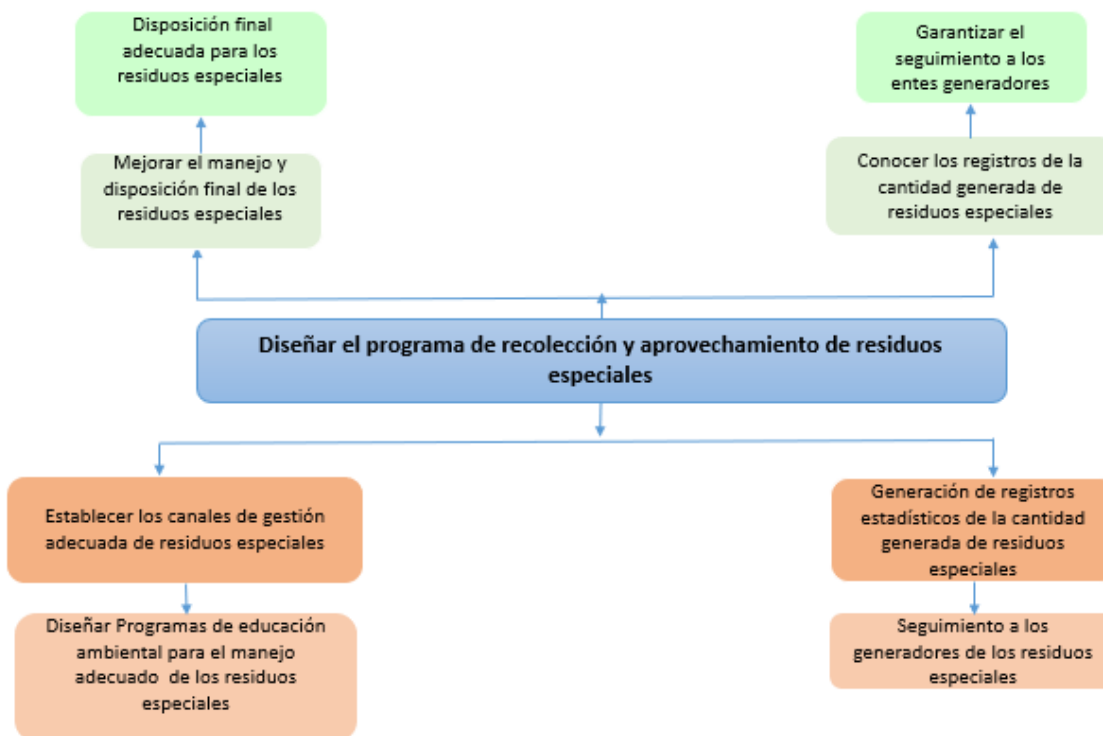 Disposición final
adecuada para los
residuos especiales
Garantizar el
seguimiento a los
entes generadores
Mejorar el manejo y
disposición final de los
residuos especiales
Conocer los registros de la
cantidad generada de
residuos especiales
Diseñar el programa de recolección y aprovechamiento de residuos
especiales
Establecer los canales de gestión
adecuada de residuos especiales
Generación de registros
estadísticos de la cantidad
generada de residuos
especiales
Diseñar Programas de educación
ambiental para el manejo
adecuado de los residuos
especiales
Seguimiento a los
generadores de los residuos
especiales